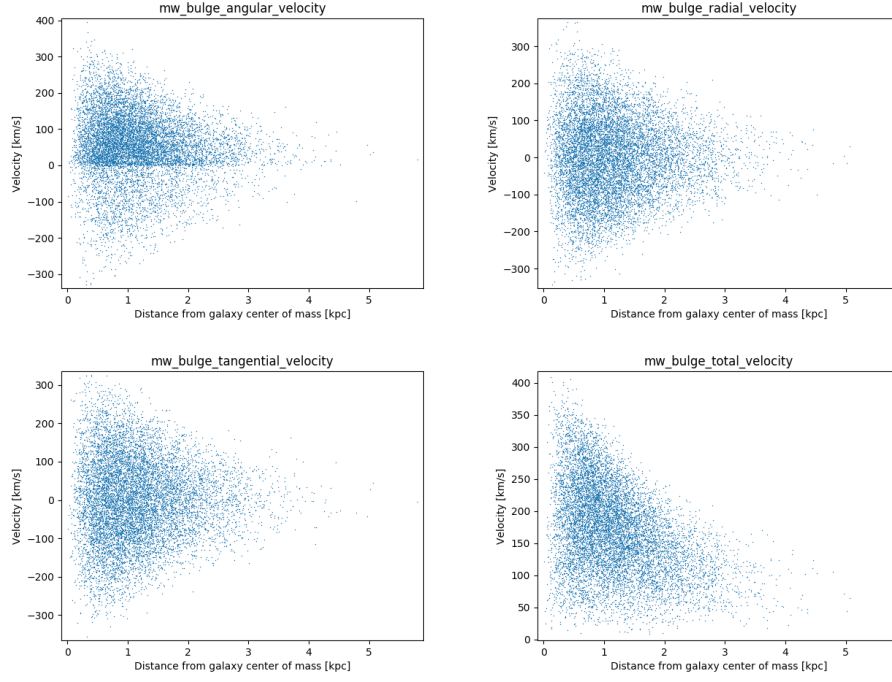 mw_bulge_angular_velocity
400
300
200
100
0
−100
−200
−300
Velocity [km/s]
0 1 2 3 4 5
Distance from galaxy center of mass [kpc]
mw_bulge_radial_velocity
300
200
100
0
−100
−200
−300
Velocity [km/s]
0 1 2 3 4 5
Distance from galaxy center of mass [kpc]
mw_bulge_tangential_velocity
300
200
100
0
−100
−200
−300
Velocity [km/s]
0 1 2 3 4 5
Distance from galaxy center of mass [kpc]
mw_bulge_total_velocity
400
350
300
250
200
150
100
50
0
Velocity [km/s]
0 1 2 3 4 5
Distance from galaxy center of mass [kpc]